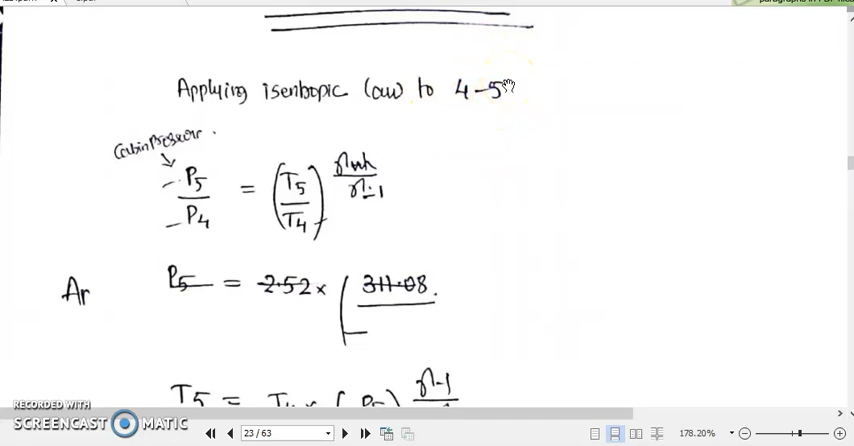 Applying isentropic law to 4-5
Cabin Pressure.
P5/P4 = (T5/T4)
P5 = 2.52 x ( 311.08
Ar
T5 = T4 x ( P5 ) γ-1
RECORDED WITH
SCREENCAST MATIC
23 / 63
178.20%